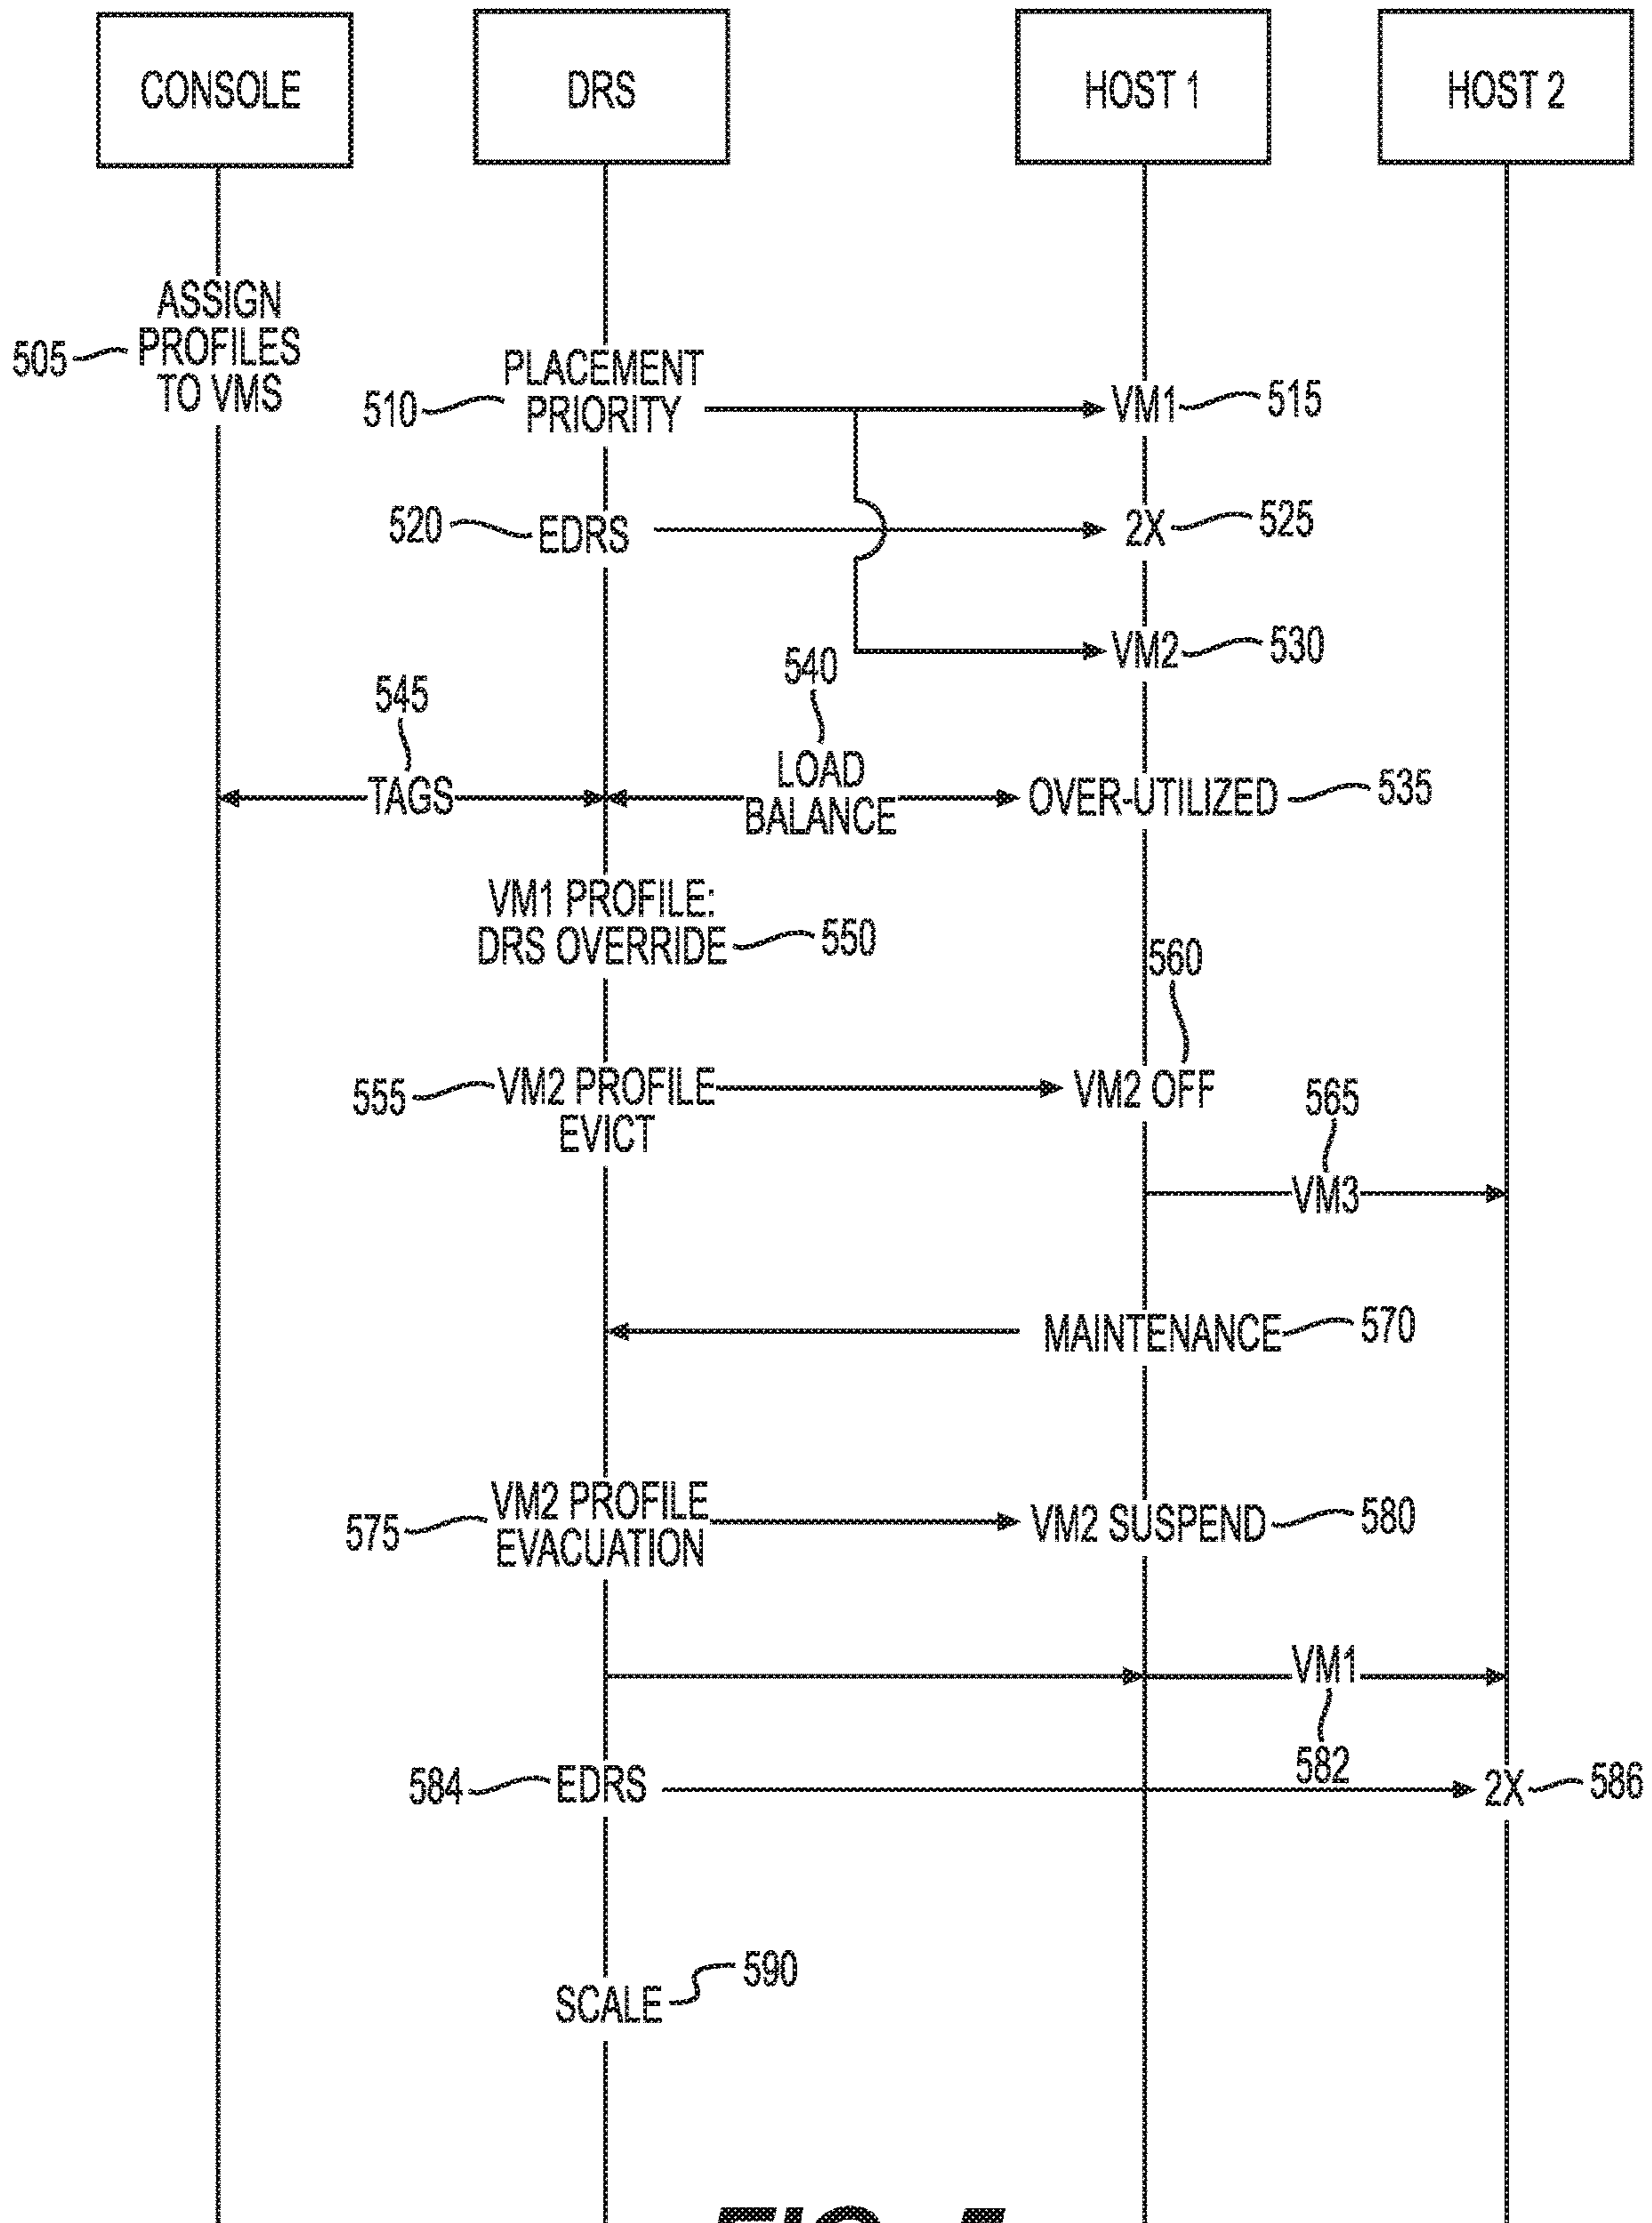 CONSOLE
DRS
HOST 1
HOST 2
ASSIGN
PROFILES
TO VMS
505
PLACEMENT
PRIORITY
510
VM1
515
520
EDRS
2X
525
VM2
530
540
545
TAGS
LOAD
BALANCE
OVER-UTILIZED
535
VM1 PROFILE:
DRS OVERRIDE
550
560
555
VM2 PROFILE
EVICT
VM2 OFF
565
VM3
MAINTENANCE
570
575
VM2 PROFILE
EVACUATION
VM2 SUSPEND
580
VM1
582
584
EDRS
2X
586
590
SCALE